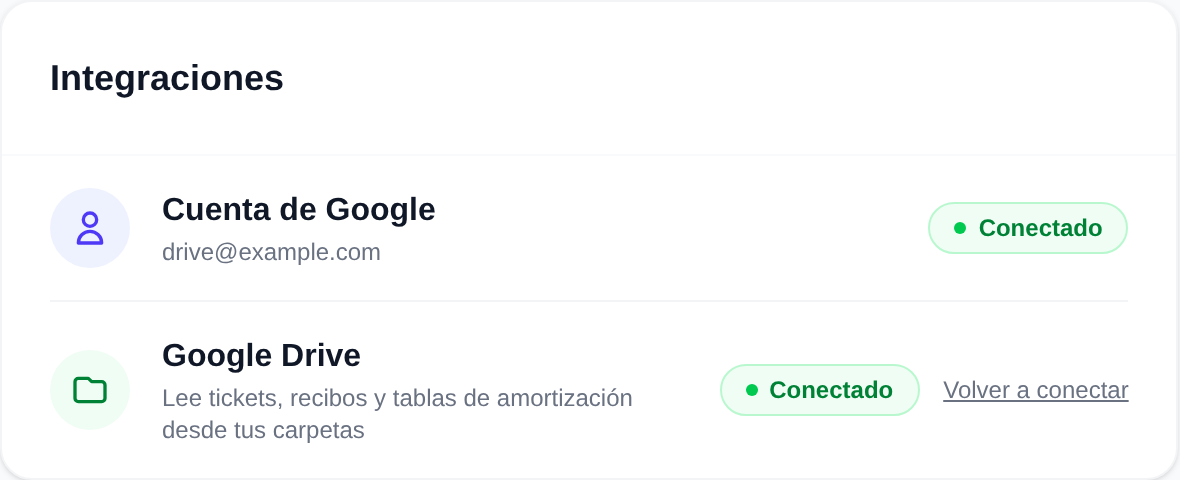 Integraciones
Cuenta de Google
drive@example.com
Conectado
Google Drive
Lee tickets, recibos y tablas de amortización
desde tus carpetas
Conectado
Volver a conectar